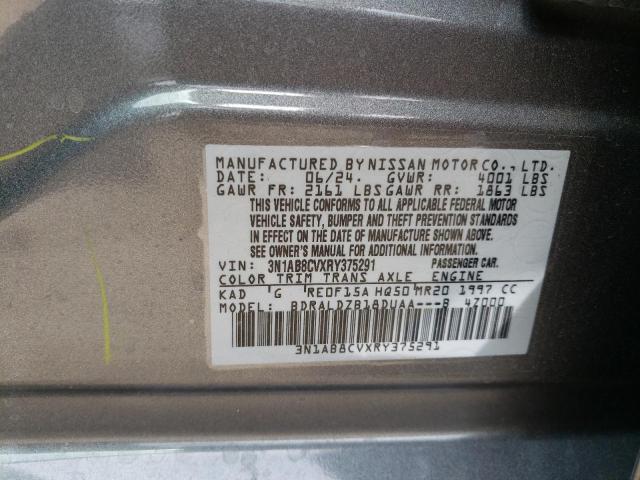 MANUFACTURED BY NISSAN MOTOR CO., LTD.
DATE: 06/24. GVWR: 4001 LBS
GAWR FR: 2161 LBS GAWR RR: 1863 LBS
THIS VEHICLE CONFORMS TO ALL APPLICABLE FEDERAL MOTOR
VEHICLE SAFETY, BUMPER AND THEFT PREVENTION STANDARDS
IN EFFECT ON THE DATE OF MANUFACTURE SHOWN ABOVE.
SEE OWNER'S MANUAL FOR ADDITIONAL INFORMATION.
VIN: 3N1AB8CVXRY375291 PASSENGER CAR.
COLOR TRIM TRANS AXLE ENGINE
KAD G RE0F15A HQ50 MR20 1997 CC
MODEL: BDRALDZB18DUAA---B 4Z000
3N1AB8CVXRY375291